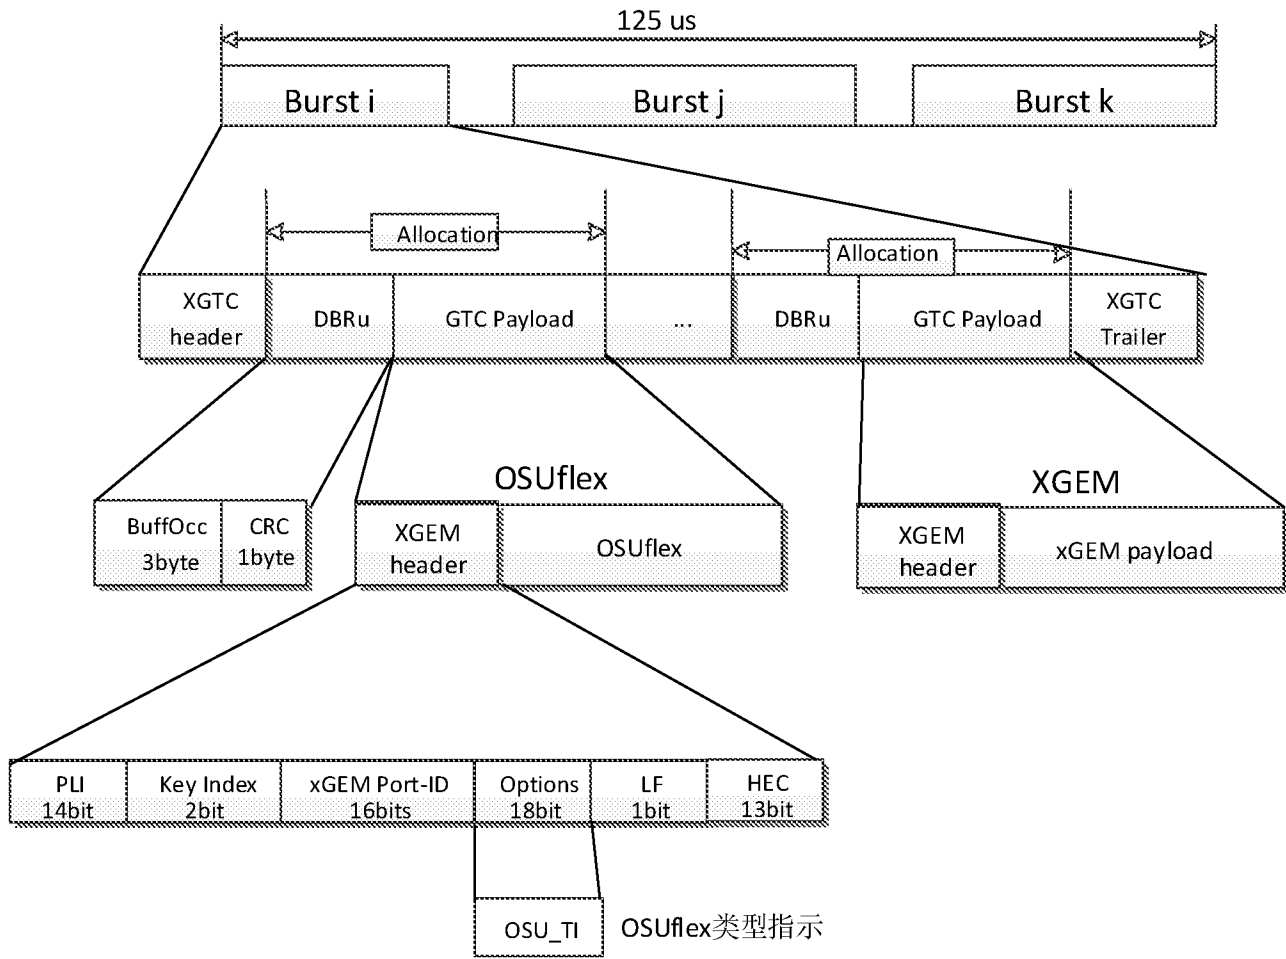 125 us
Burst i
Burst j
Burst k
Allocation
Allocation
XGTC
header
DBRu
GTC Payload
...
DBRu
GTC Payload
XGTC
Trailer
OSUflex
XGEM
BuffOcc
3byte
CRC
1byte
XGEM
header
OSUflex
XGEM
header
xGEM payload
PLI
14bit
Key Index
2bit
xGEM Port-ID
16bits
Options
18bit
LF
1bit
HEC
13bit
OSU_TI
OSUflex类型指示